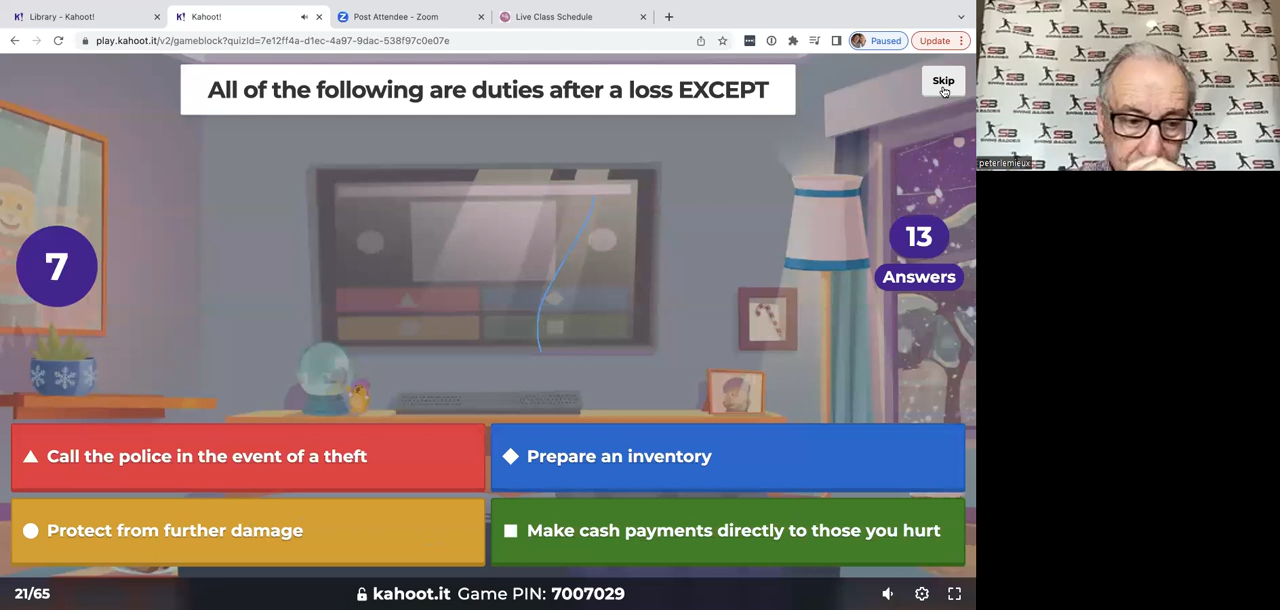 Library - Kahoot!
Kahoot!
Post Attendee - Zoom
Live Class Schedule
play.kahoot.it/v2/gameblock?quizId=7e12ff4a-d1ec-4a97-9dac-538f97c0e07e
Paused
Update
All of the following are duties after a loss EXCEPT
Skip
peterlemieux
7
13
Answers
Call the police in the event of a theft
Prepare an inventory
Protect from further damage
Make cash payments directly to those you hurt
21/65
kahoot.it Game PIN: 7007029